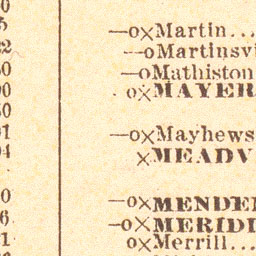 —o×Martin...
—oMartinsvi
—oMathiston
o×MAYER
—o×Mayhews
×MEADV
—o×MENDE
—o×MERIDI
o×Merrill...